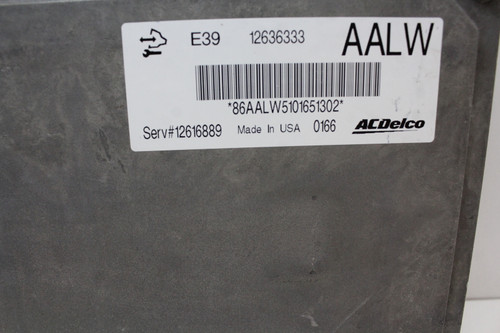 E39 12636333 AALW
*86AALW5101651302*
Serv#12616889 Made In USA 0166 ACDelco